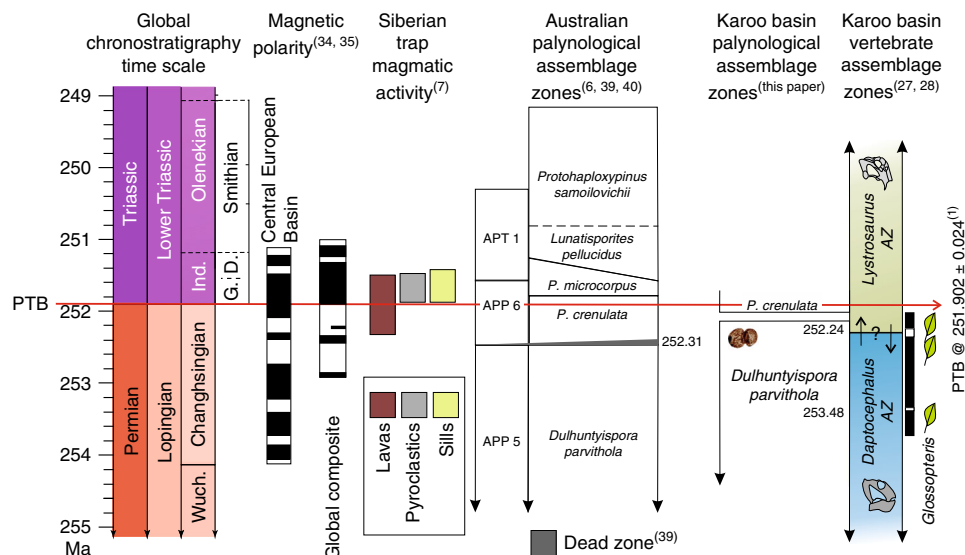 Global
chronostratigraphy
time scale
Magnetic
polarity(34, 35)
Siberian
trap
magmatic
activity(7)
Australian
palynological
assemblage
zones(6, 39, 40)
Karoo basin
palynological
assemblage
zones(this paper)
Karoo basin
vertebrate
assemblage
zones(27, 28)
249
250
251
252
253
254
255
Ma
PTB
Triassic
Permian
Lower Triassic
Lopingian
Olenekian
Ind.
Changhsingian
Wuch.
Smithian
D.
G.
Central European
Basin
Global composite
Lavas
Pyroclastics
Sills
APT 1
APP 6
APP 5
Protohaploxypinus
samoilovichii
Lunatisporites
pellucidus
P. microcorpus
P. crenulata
252.31
Dulhuntyispora
parvithola
Dead zone(39)
P. crenulata
252.24
Dulhuntyispora
parvithola
253.48
Lystrosaurus
AZ
?
Daptocephalus
AZ
Glossopteris
PTB @ 251.902 ± 0.024(1)